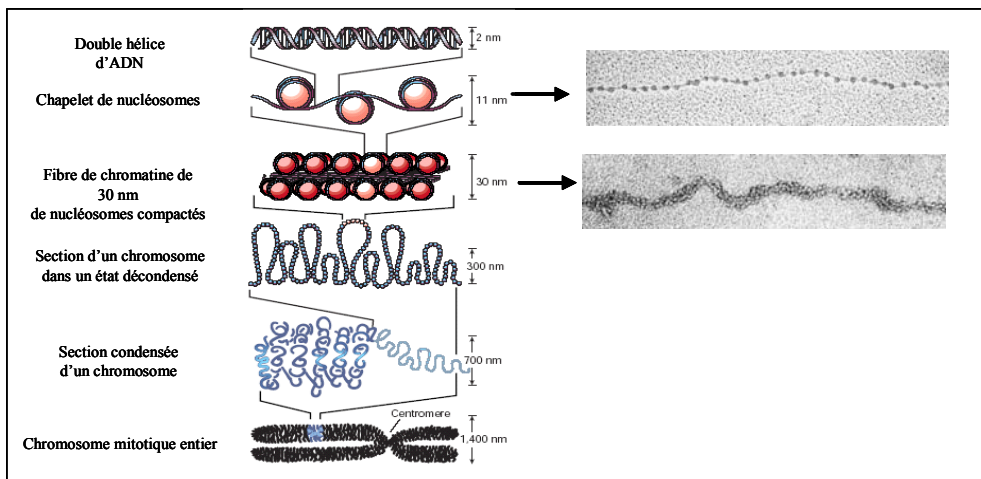 Double hélice
d'ADN
2 nm
Chapelet de nucléosomes
11 nm
Fibre de chromatine de
30 nm
de nucléosomes compactés
30 nm
Section d'un chromosome
dans un état décondensé
300 nm
Section condensée
d'un chromosome
700 nm
Centromere
Chromosome mitotique entier
1,400 nm